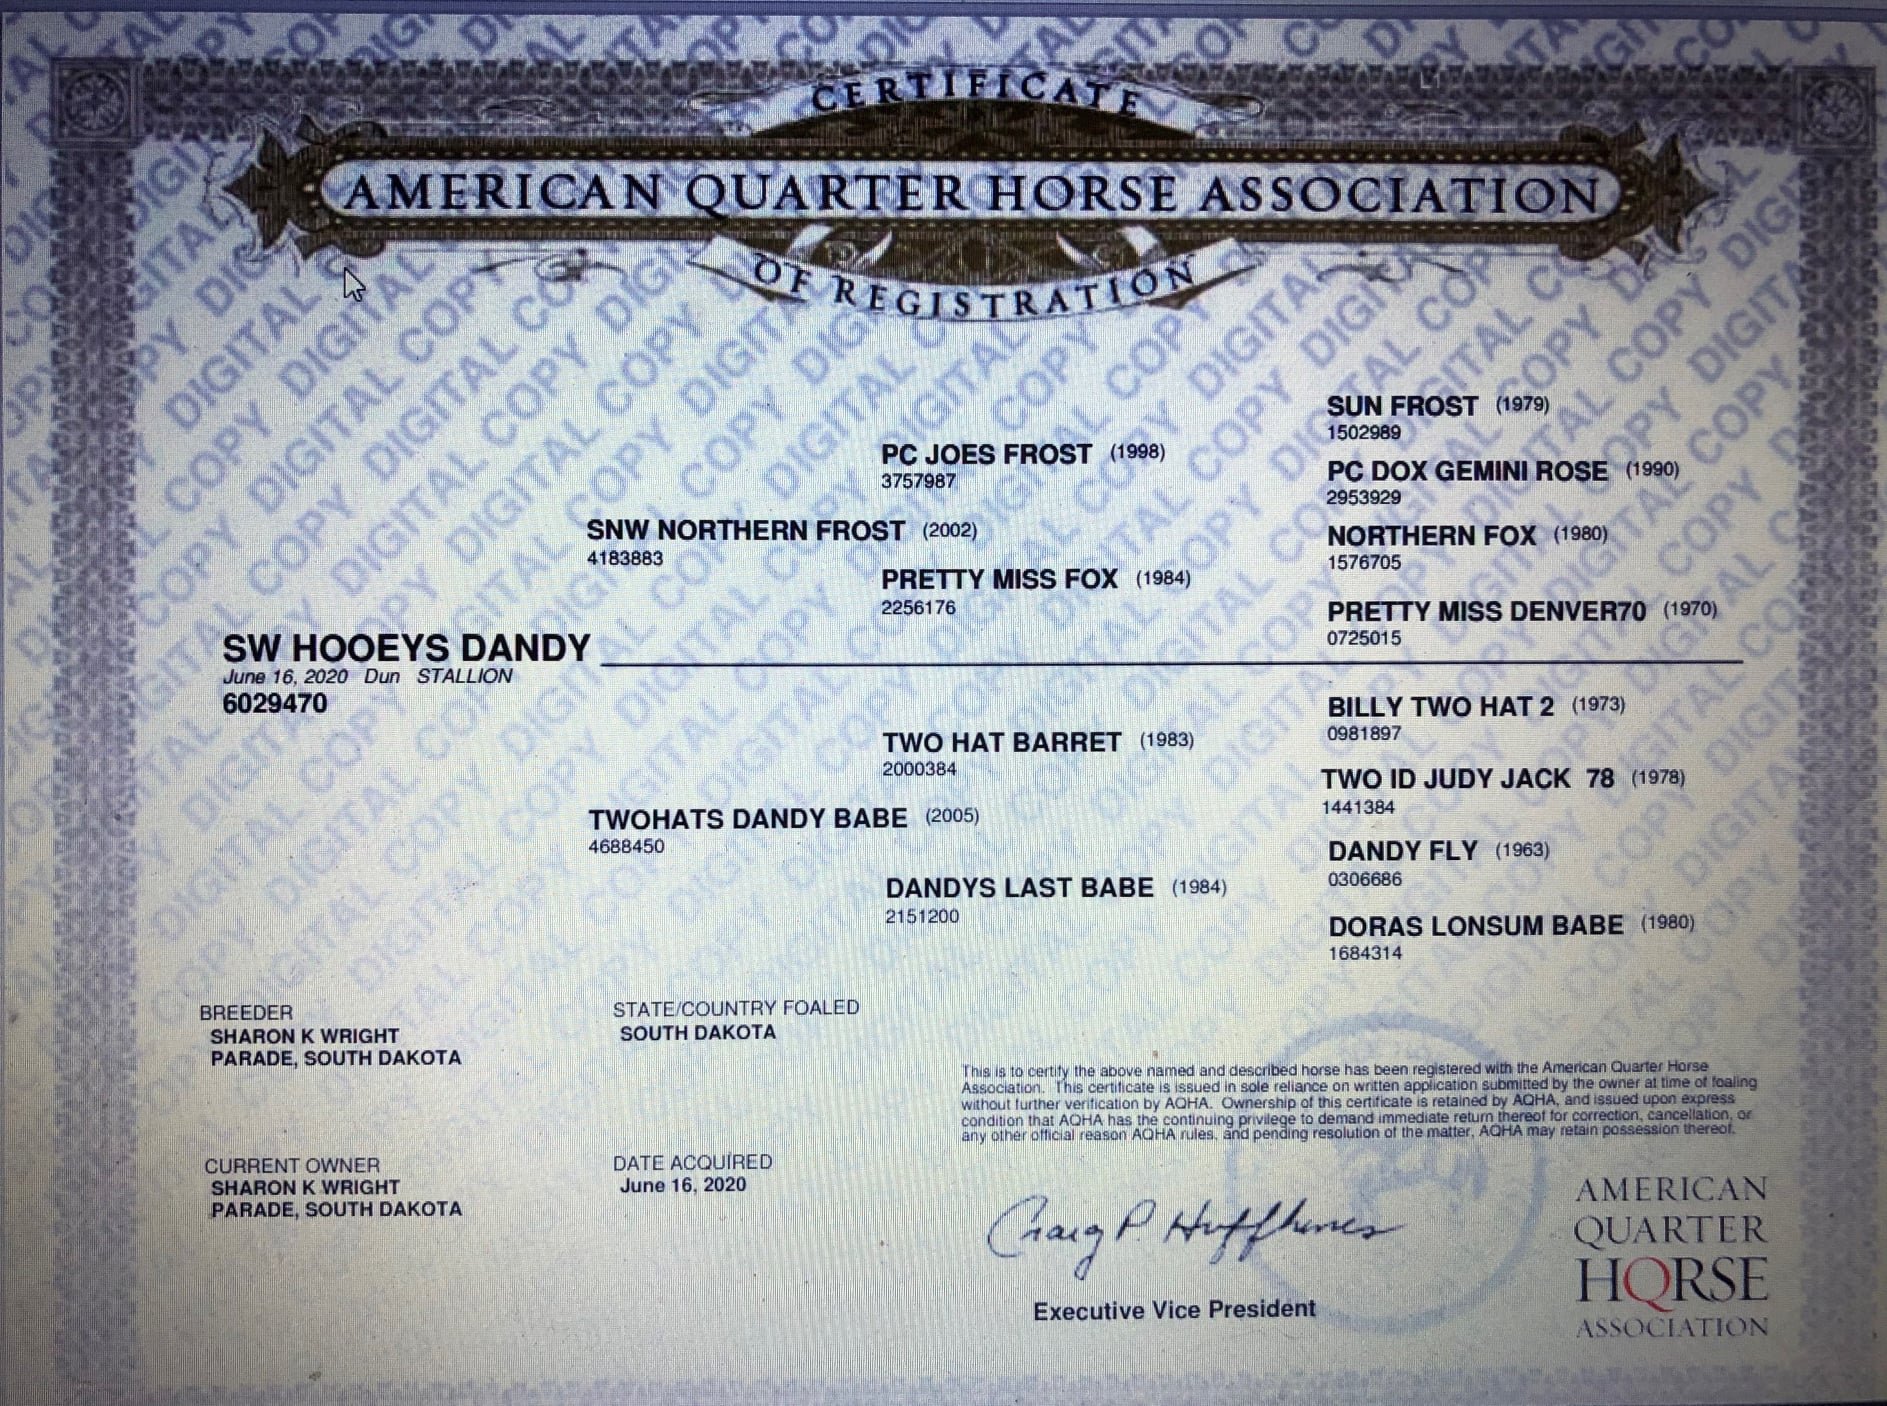 CERTIFICATE
AMERICAN QUARTER HORSE ASSOCIATION
OF REGISTRATION
SUN FROST (1979)
1502989
PC JOES FROST (1998)
3757987
PC DOX GEMINI ROSE (1990)
2953929
SNW NORTHERN FROST (2002)
4183883
NORTHERN FOX (1980)
1576705
PRETTY MISS FOX (1984)
2256176
PRETTY MISS DENVER70 (1970)
0725015
SW HOOEYS DANDY
June 16, 2020 Dun STALLION
6029470
BILLY TWO HAT 2 (1973)
0981897
TWO HAT BARRET (1983)
2000384
TWO ID JUDY JACK 78 (1978)
1441384
TWOHATS DANDY BABE (2005)
4688450
DANDY FLY (1963)
0306686
DANDYS LAST BABE (1984)
2151200
DORAS LONSUM BABE (1980)
1684314
BREEDER
SHARON K WRIGHT
PARADE, SOUTH DAKOTA
STATE/COUNTRY FOALED
SOUTH DAKOTA
This is to certify the above named and described horse has been registered with the American Quarter Horse
Association. This certificate is issued in sole reliance on written application submitted by the owner at time of foaling
without further verification by AQHA. Ownership of this certificate is retained by AQHA, and issued upon express
condition that AQHA has the continuing privilege to demand immediate return thereof for correction, cancellation, or
any other official reason AQHA rules, and pending resolution of the matter, AQHA may retain possession thereof.
CURRENT OWNER
SHARON K WRIGHT
PARADE, SOUTH DAKOTA
DATE ACQUIRED
June 16, 2020
Craig P. Huffhines
Executive Vice President
AMERICAN
QUARTER
HORSE
ASSOCIATION
DIGITAL COPY